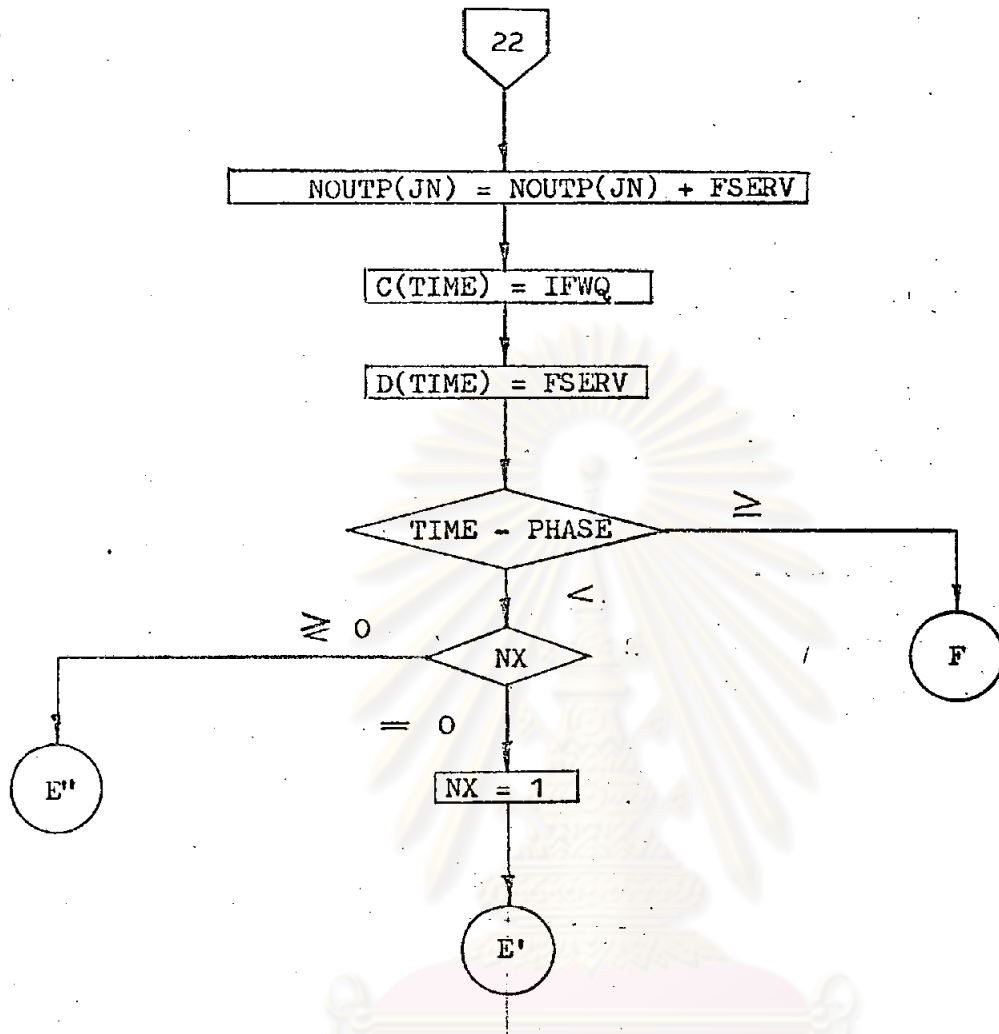 22
NOUTP(JN) = NOUTP(JN) + FSERV
C(TIME) = IFWQ
D(TIME) = FSERV
TIME - PHASE
≥
<
≥ 0
NX
F
= 0
E"
NX = 1
E'